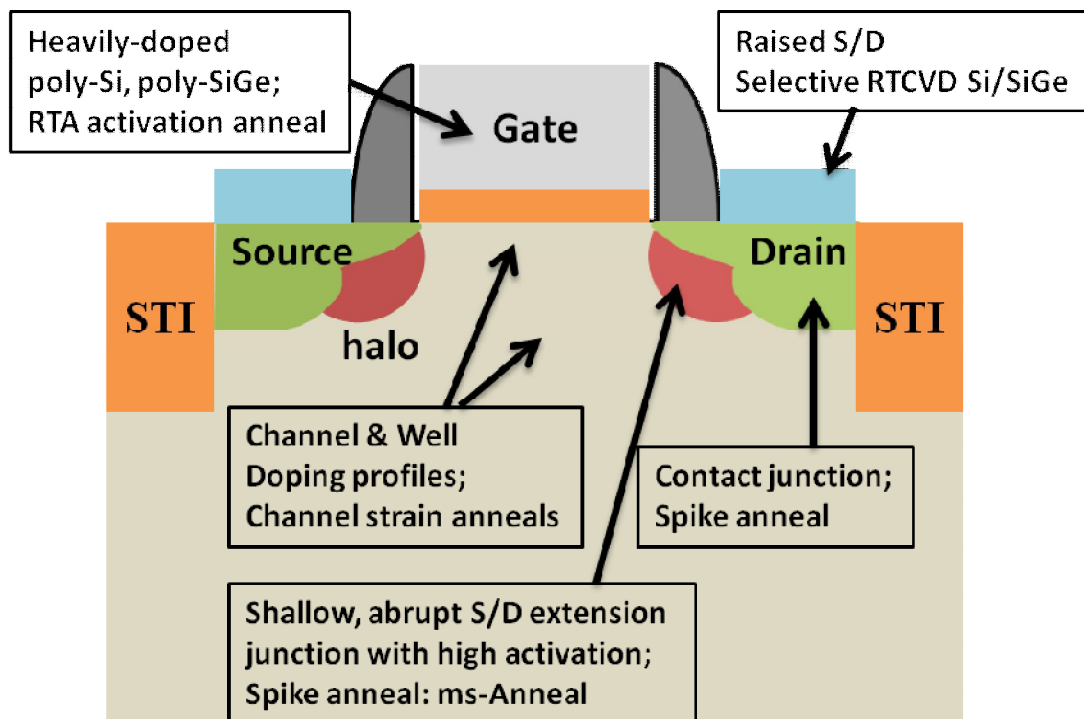 Heavily-doped
poly-Si, poly-SiGe;
RTA activation anneal
Raised S/D
Selective RTCVD Si/SiGe
Gate
Source
Drain
STI
STI
halo
Channel & Well
Doping profiles;
Channel strain anneals
Contact junction;
Spike anneal
Shallow, abrupt S/D extension
junction with high activation;
Spike anneal: ms-Anneal